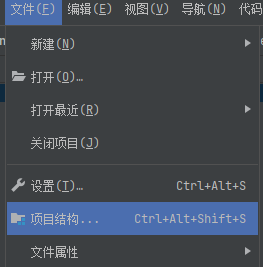 文件(F) 编辑(E) 视图(V) 导航(N) 代码
新建(N)
打开(O)…
打开最近(R)
关闭项目(J)
设置(T)… Ctrl+Alt+S
项目结构... Ctrl+Alt+Shift+S
文件属性